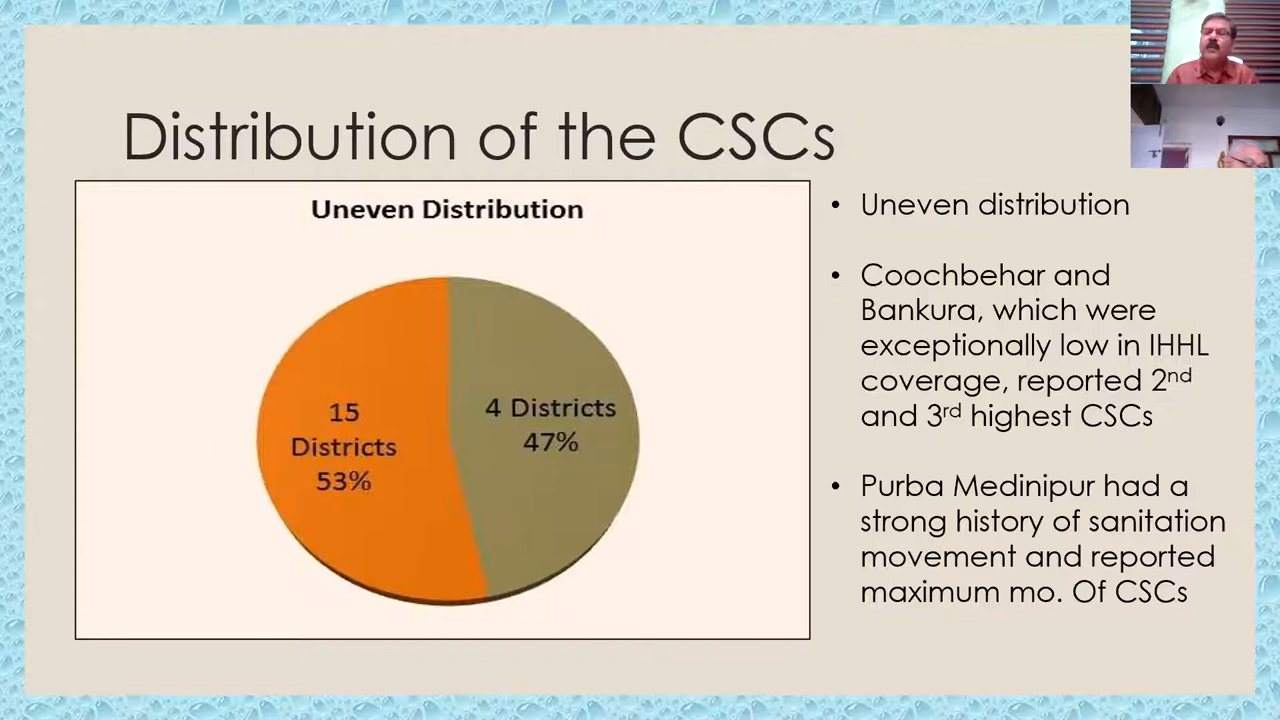 Distribution of the CSCs
Uneven Distribution
15
Districts
53%
4 Districts
47%
• Uneven distribution
• Coochbehar and
Bankura, which were
exceptionally low in IHHL
coverage, reported 2nd
and 3rd highest CSCs
• Purba Medinipur had a
strong history of sanitation
movement and reported
maximum mo. Of CSCs